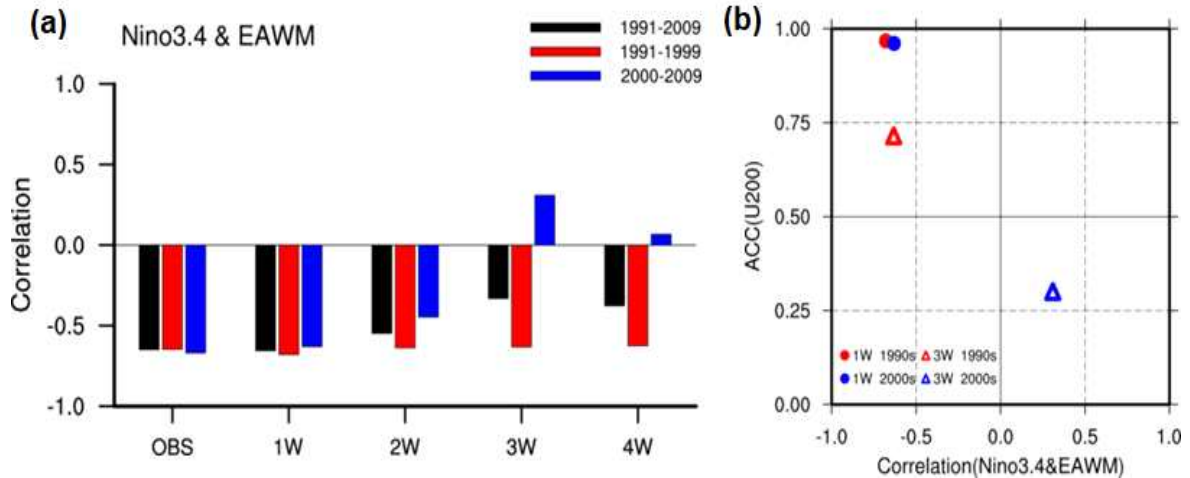 (a)
Nino3.4 & EAWM
1991-2009
1991-1999
2000-2009
1.0
0.5
0.0
-0.5
-1.0
Correlation
OBS 1W 2W 3W 4W
(b)
1.00
0.75
0.50
0.25
0.00
ACC(U200)
1W 1990s 3W 1990s
1W 2000s 3W 2000s
-1.0 -0.5 0.0 0.5 1.0
Correlation(Nino3.4&EAWM)